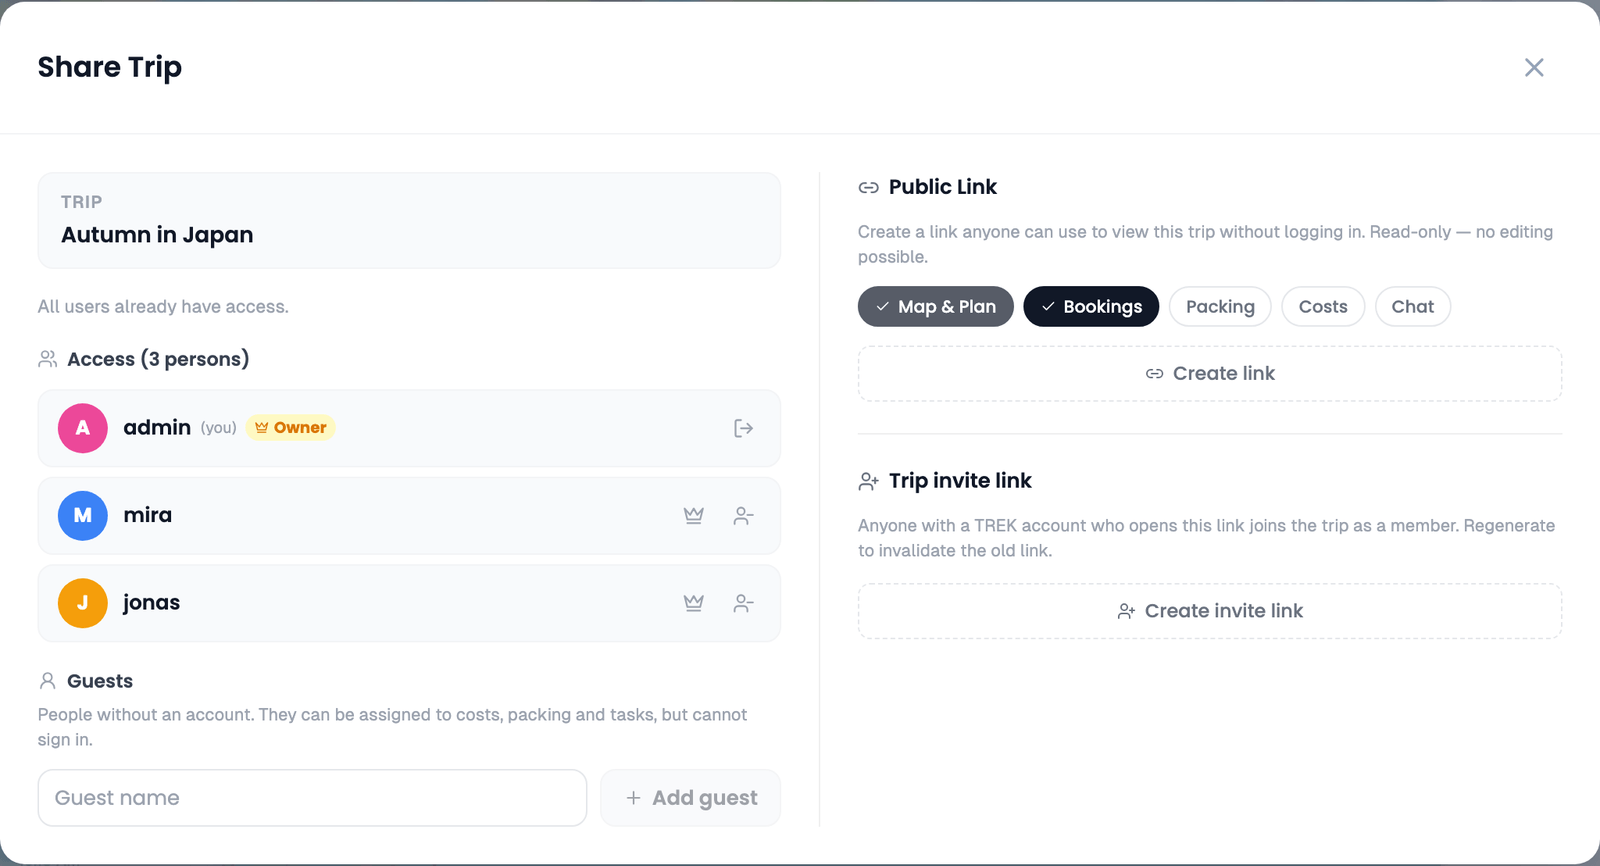 Share Trip
TRIP
Autumn in Japan
All users already have access.
Access (3 persons)
A admin (you) Owner
M mira
J jonas
Guests
People without an account. They can be assigned to costs, packing and tasks, but cannot
sign in.
Guest name
+ Add guest
Public Link
Create a link anyone can use to view this trip without logging in. Read-only — no editing
possible.
✓ Map & Plan ✓ Bookings Packing Costs Chat
Create link
Trip invite link
Anyone with a TREK account who opens this link joins the trip as a member. Regenerate
to invalidate the old link.
Create invite link